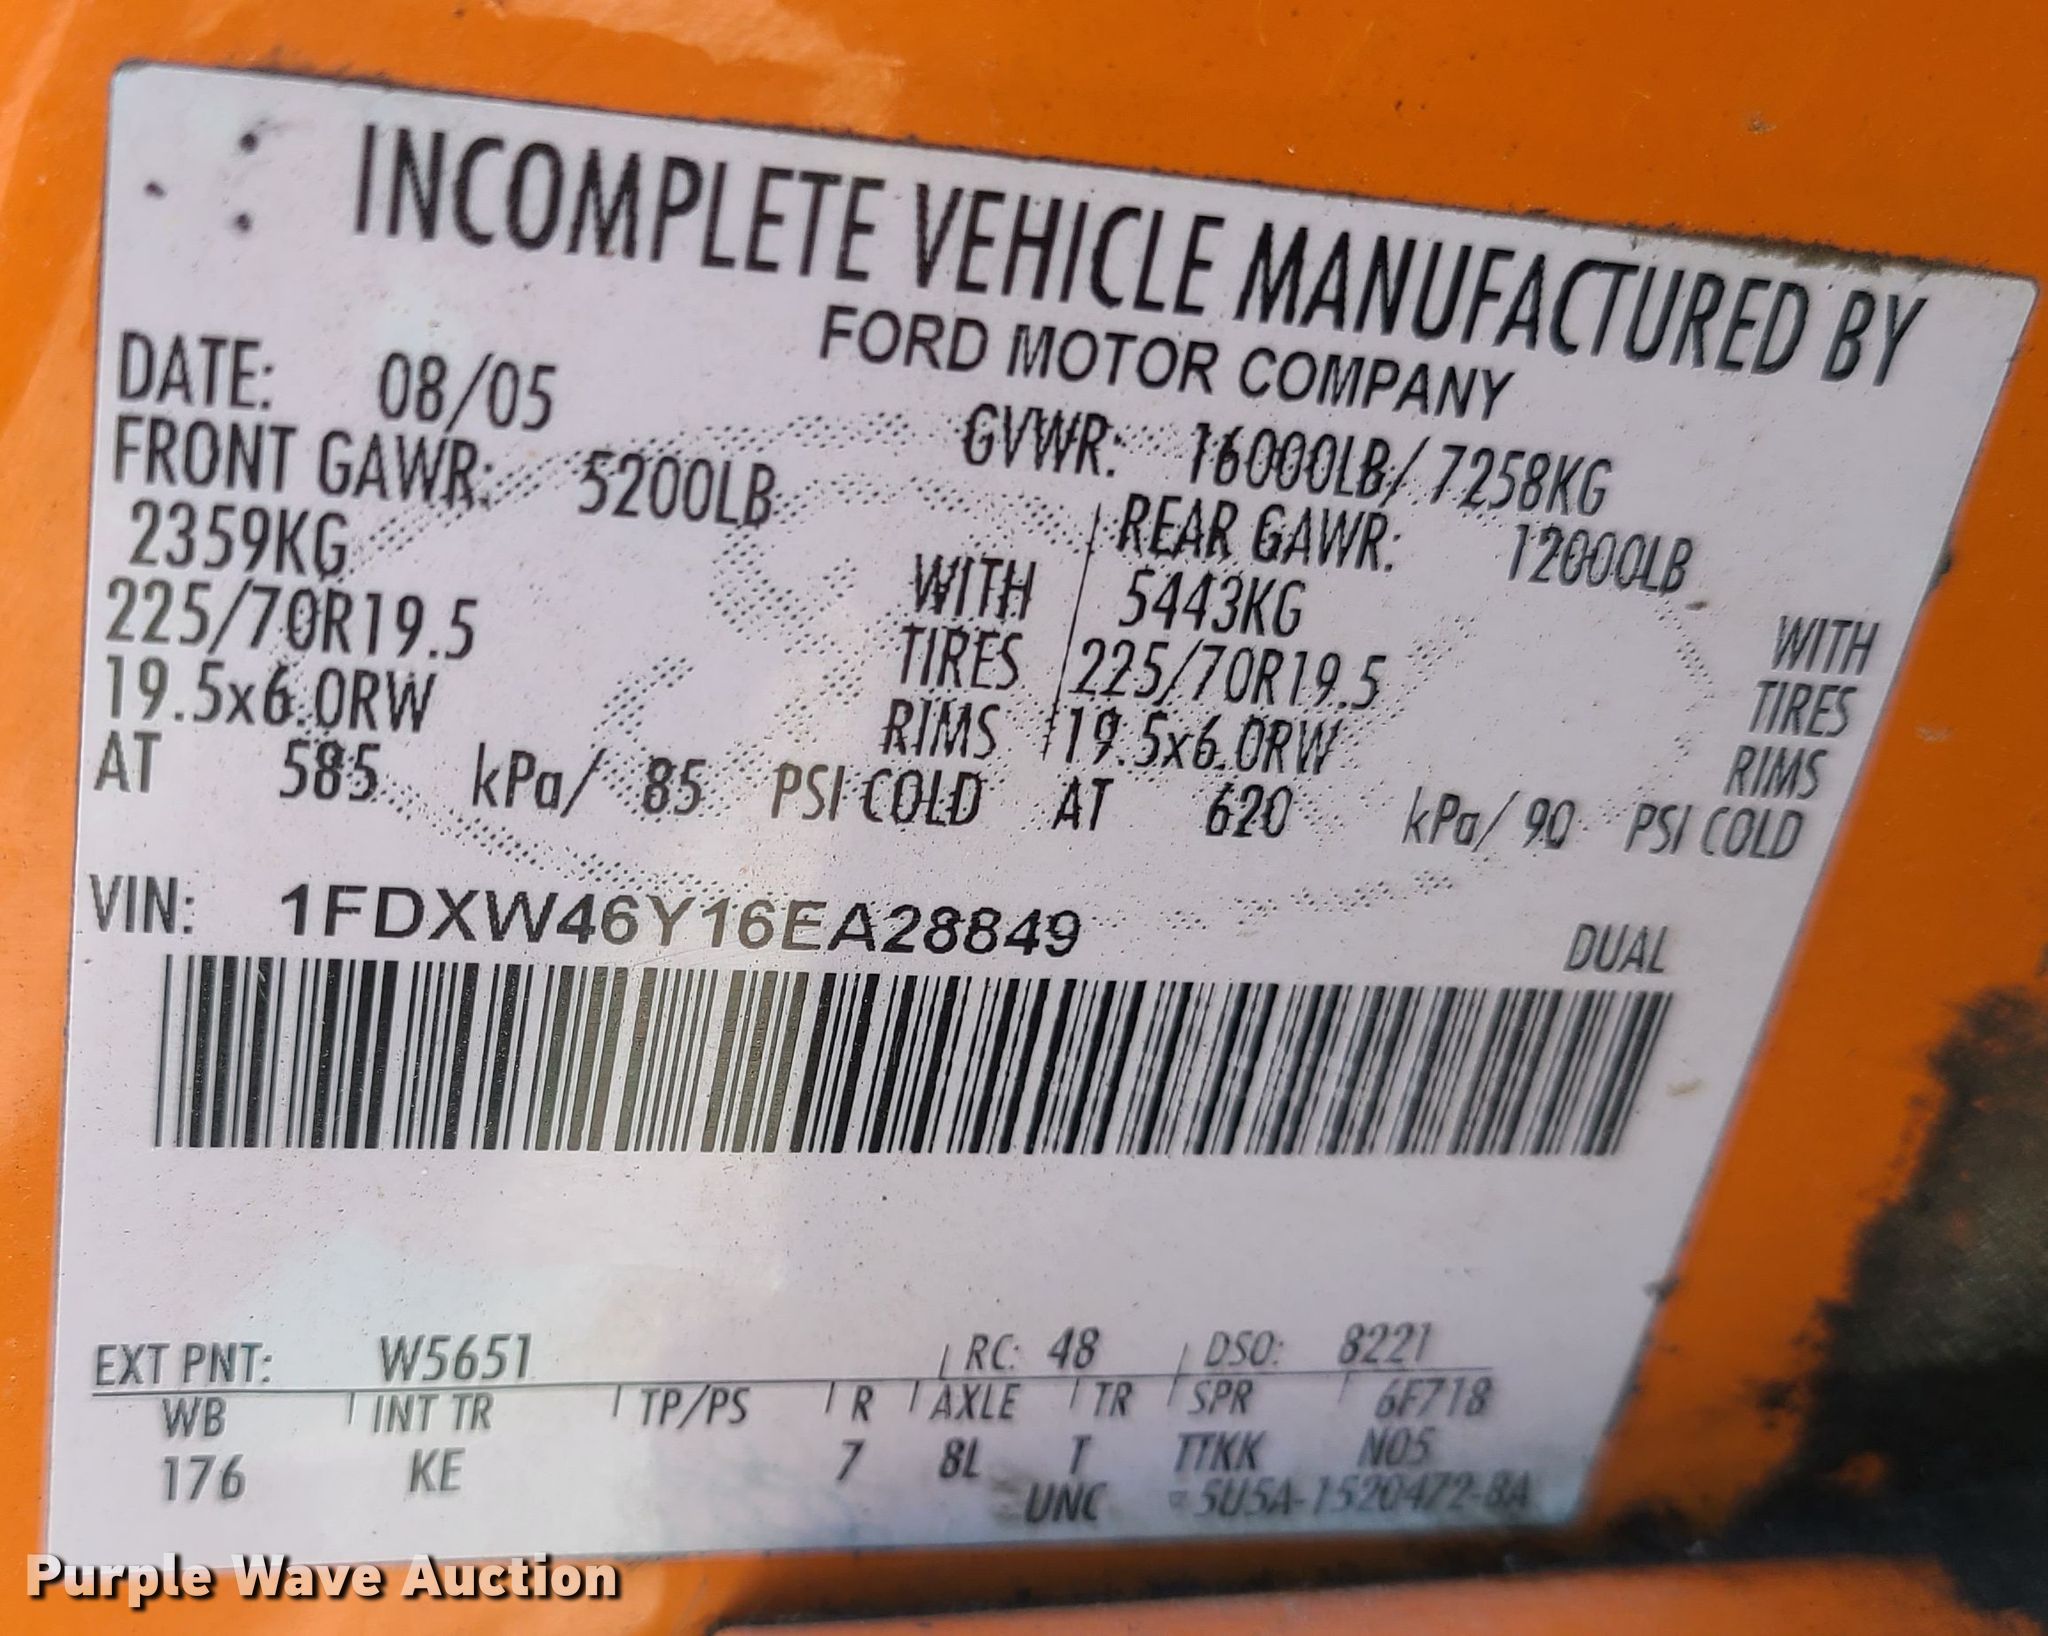 INCOMPLETE VEHICLE MANUFACTURED BY
FORD MOTOR COMPANY
DATE: 08/05 GVWR: 16000LB/ 7258KG
FRONT GAWR: 5200LB REAR GAWR: 12000LB
2359KG WITH 5443KG WITH
225/70R19.5 TIRES 225/70R19.5 TIRES
19.5x6.0RW RIMS 19.5x6.0RW RIMS
AT 585 kPa/ 85 PSI COLD AT 620 kPa/ 90 PSI COLD
VIN: 1FDXW46Y16EA28849 DUAL
EXT PNT: W5651 RC: 48 DSO: 8221
WB INT TR TP/PS R AXLE TR SPR 6F718
176 KE 7 8L T TTKK N05
UNC 5U5A-1520472-BA
Purple Wave Auction